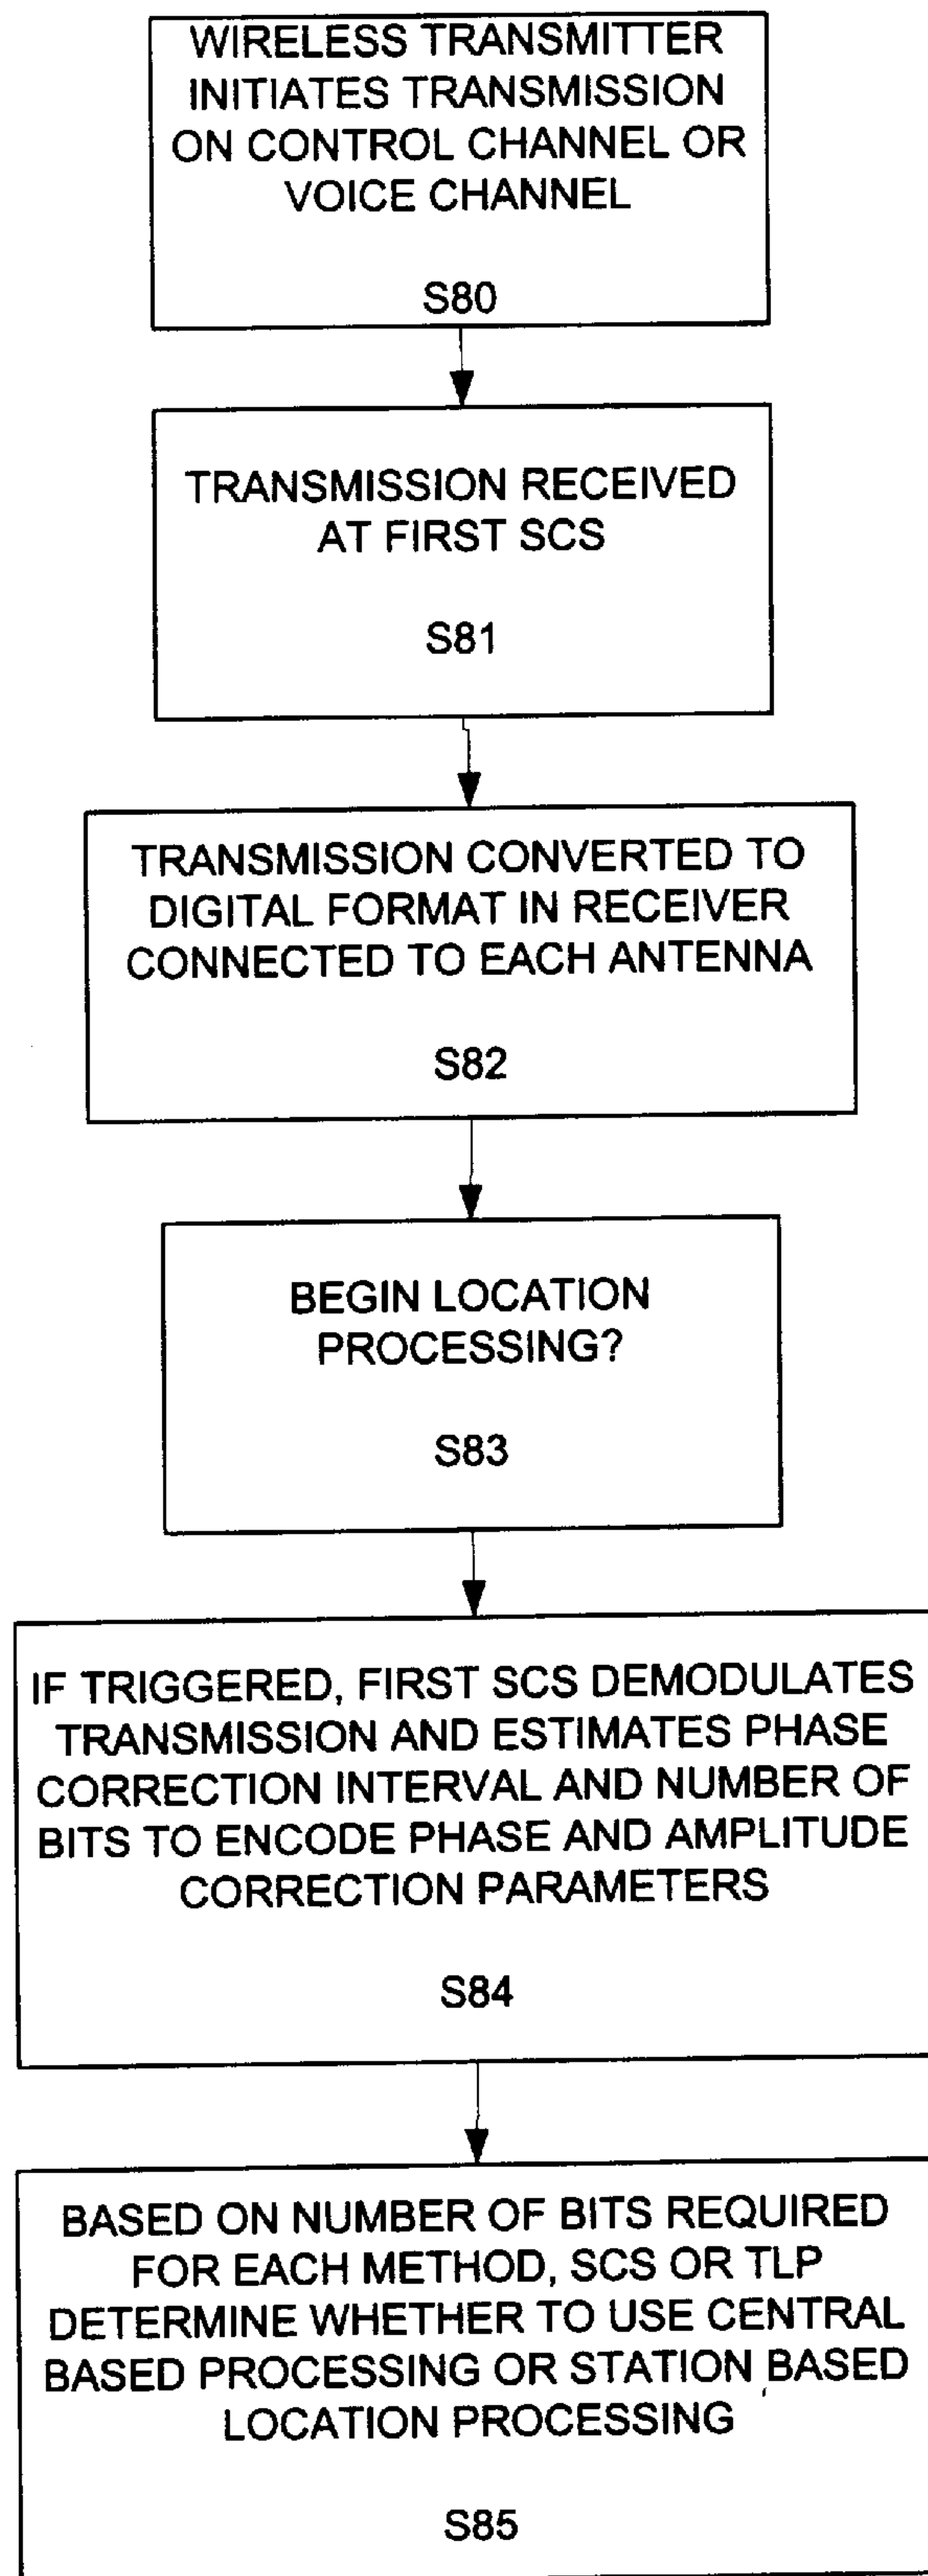 WIRELESS TRANSMITTER
INITIATES TRANSMISSION
ON CONTROL CHANNEL OR
VOICE CHANNEL
S80
TRANSMISSION RECEIVED
AT FIRST SCS
S81
TRANSMISSION CONVERTED TO
DIGITAL FORMAT IN RECEIVER
CONNECTED TO EACH ANTENNA
S82
BEGIN LOCATION
PROCESSING?
S83
IF TRIGGERED, FIRST SCS DEMODULATES
TRANSMISSION AND ESTIMATES PHASE
CORRECTION INTERVAL AND NUMBER OF
BITS TO ENCODE PHASE AND AMPLITUDE
CORRECTION PARAMETERS
S84
BASED ON NUMBER OF BITS REQUIRED
FOR EACH METHOD, SCS OR TLP
DETERMINE WHETHER TO USE CENTRAL
BASED PROCESSING OR STATION BASED
LOCATION PROCESSING
S85